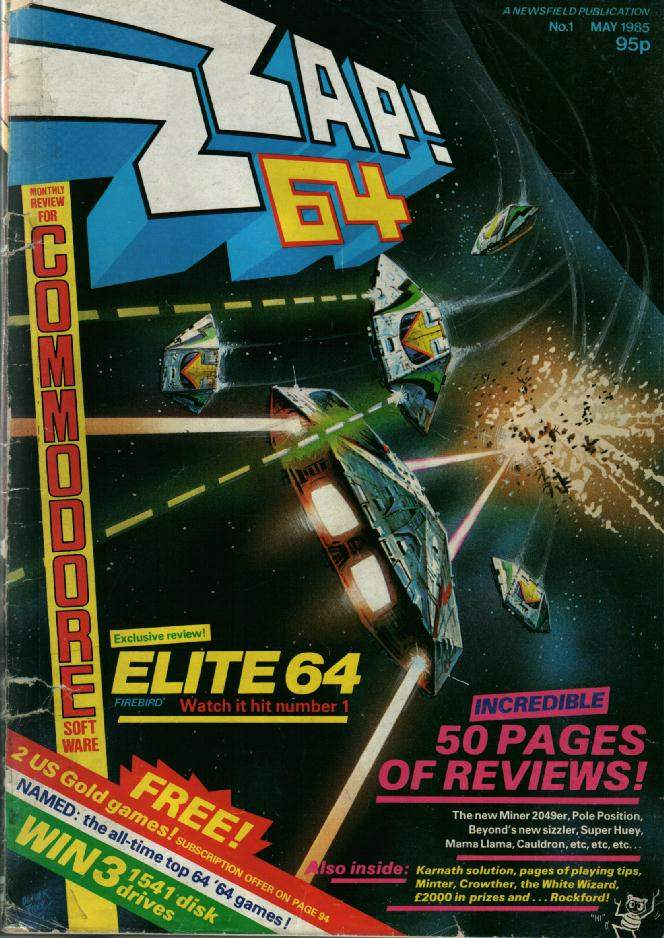 A NEWSFIELD PUBLICATION
No.1 MAY 1985
95p
ZZAP!
64
MONTHLY
REVIEW
FOR
COMMODORE
SOFT
WARE
Exclusive review!
ELITE 64
FIREBIRD' Watch it hit number 1
INCREDIBLE
50 PAGES
OF REVIEWS!
The new Miner 2049er, Pole Position,
Beyond's new sizzler, Super Huey,
Mama Llama, Cauldron, etc, etc, etc...
Also inside:
Karnath solution, pages of playing tips,
Minter, Crowther, the White Wizard,
£2000 in prizes and ... Rockford!
"HI"
FREE!
2 US Gold games! SUBSCRIPTION OFFER ON PAGE 94
NAMED: the all-time top 64 '64 games!
WIN 3 1541 disk
drives